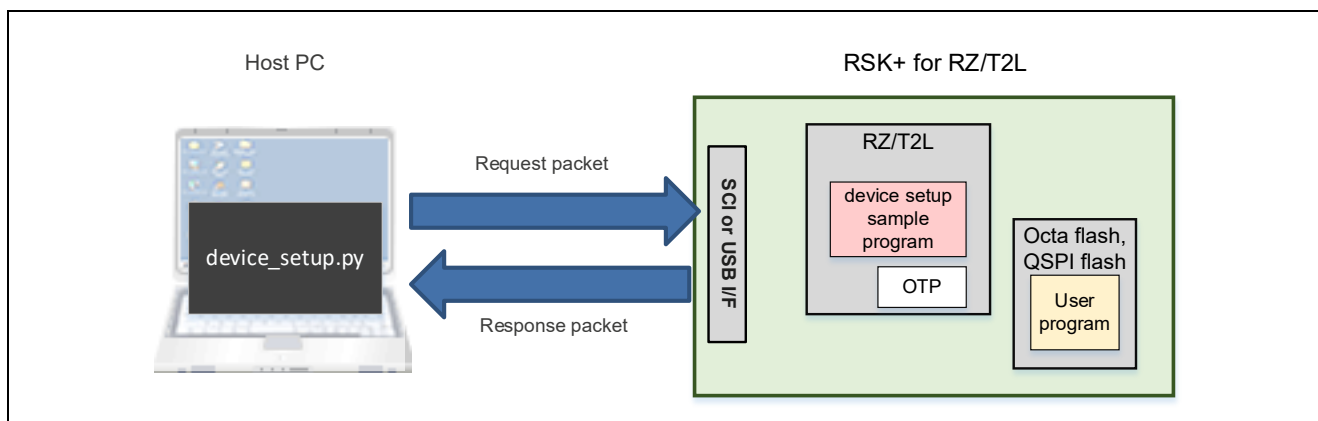 Host PC
RSK+ for RZ/T2L
device_setup.py
Request packet
Response packet
SCI or USB I/F
RZ/T2L
device setup
sample
program
OTP
Octa flash,
QSPI flash
User
program